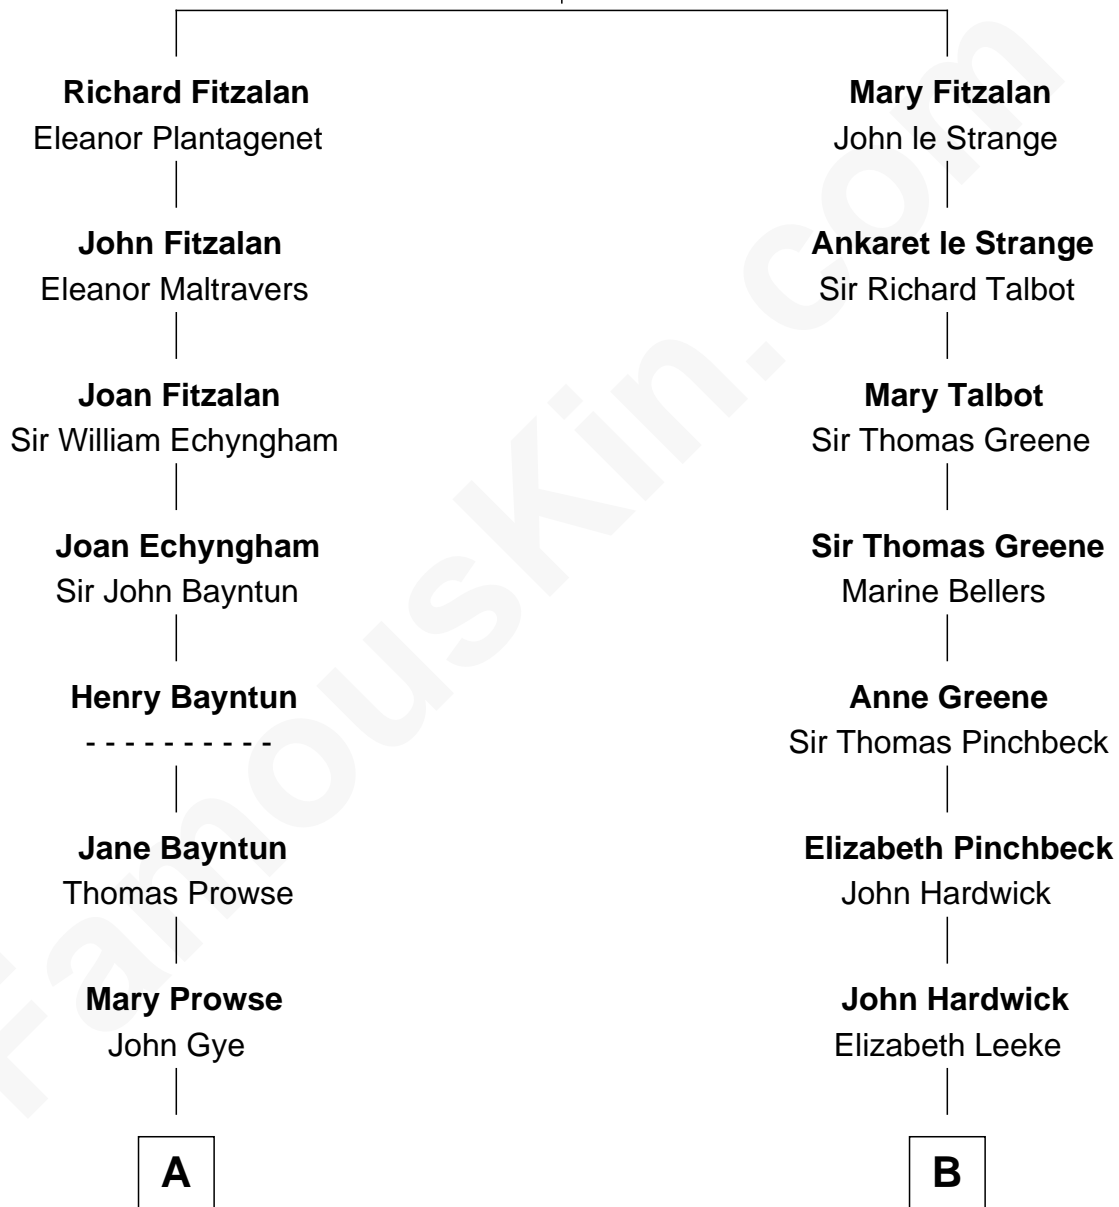 Richard Fitzalan
Eleanor Plantagenet
John Fitzalan
Eleanor Maltravers
Joan Fitzalan
Sir William Echyngham
Joan Echyngham
Sir John Bayntun
Henry Bayntun
- - - - - - - - - -
Jane Bayntun
Thomas Prowse
Mary Prowse
John Gye
A
Mary Fitzalan
John le Strange
Ankaret le Strange
Sir Richard Talbot
Mary Talbot
Sir Thomas Greene
Sir Thomas Greene
Marine Bellers
Anne Greene
Sir Thomas Pinchbeck
Elizabeth Pinchbeck
John Hardwick
John Hardwick
Elizabeth Leeke
B
FamousKin.com